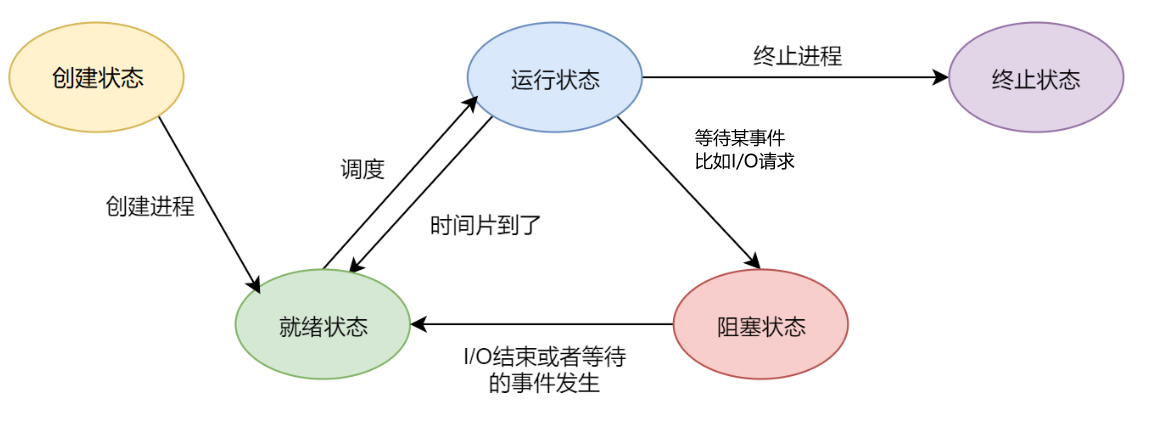 创建状态
运行状态
终止进程
终止状态
等待某事件
比如I/O请求
调度
创建进程
时间片到了
就绪状态
阻塞状态
I/O结束或者等待
的事件发生